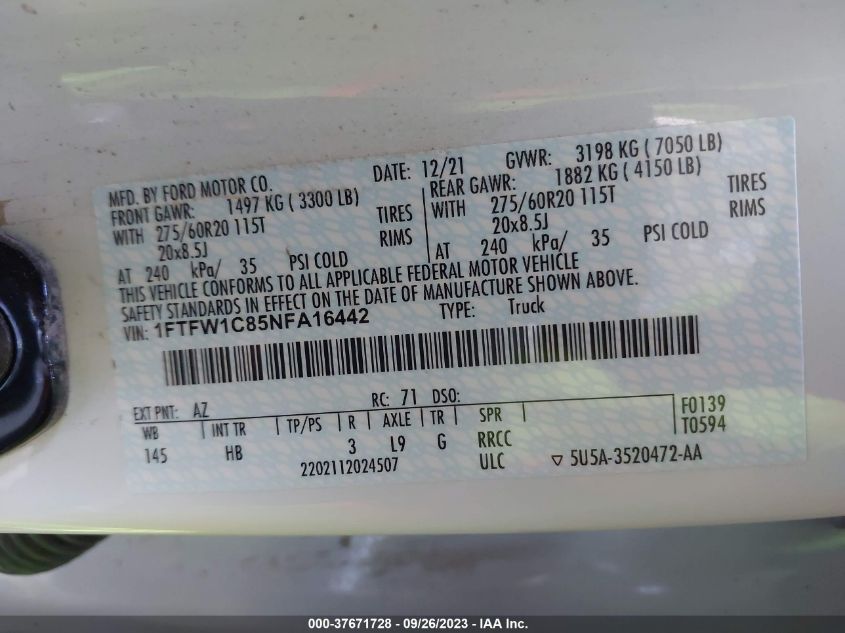 MFD. BY FORD MOTOR CO. DATE: 12/21 GVWR: 3198 KG ( 7050 LB)
FRONT GAWR: 1497 KG ( 3300 LB) REAR GAWR: 1882 KG ( 4150 LB)
WITH 275/60R20 115T TIRES WITH 275/60R20 115T TIRES
20x8.5J RIMS 20x8.5J RIMS
AT 240 kPa/ 35 PSI COLD AT 240 kPa/ 35 PSI COLD
THIS VEHICLE CONFORMS TO ALL APPLICABLE FEDERAL MOTOR VEHICLE
SAFETY STANDARDS IN EFFECT ON THE DATE OF MANUFACTURE SHOWN ABOVE.
VIN: 1FTFW1C85NFA16442 TYPE: Truck
EXT PNT: AZ RC: 71 DSO: F0139
WB INT TR TP/PS R AXLE TR SPR T0594
145 HB 3 L9 G RRCC
2202112024507 ULC ▽ 5U5A-3520472-AA
000-37671728 - 09/26/2023 - IAA Inc.